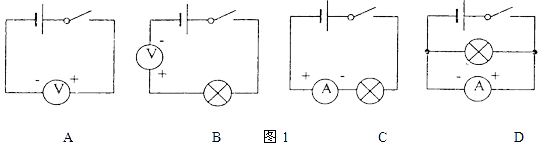 - V +
- V +
+ A -
- A +
A B 图1 C D